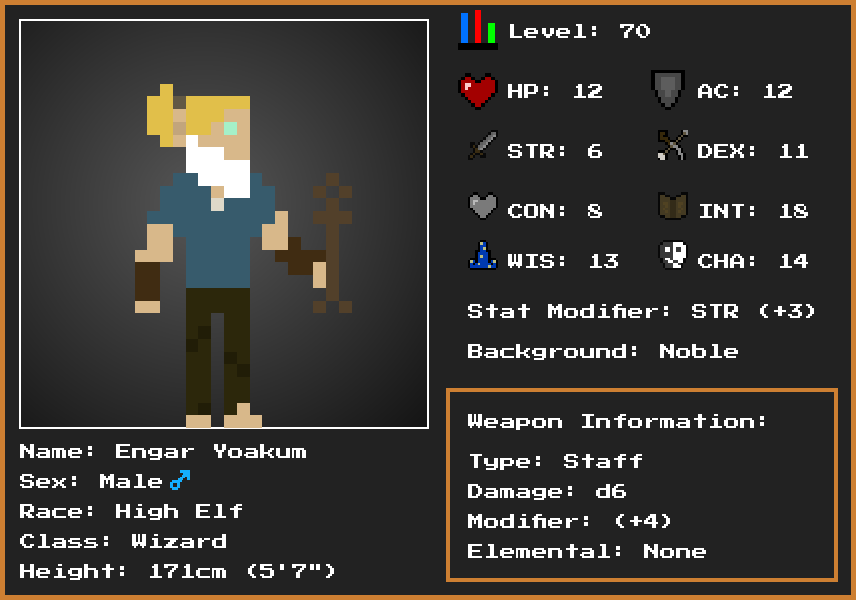 Level: 70
HP: 12
AC: 12
STR: 6
DEX: 11
CON: 8
INT: 18
WIS: 13
CHA: 14
Stat Modifier: STR (+3)
Background: Noble
Weapon Information:
Type: Staff
Damage: d6
Modifier: (+4)
Elemental: None
Name: Engar Yoakum
Sex: Male♂
Race: High Elf
Class: Wizard
Height: 171cm (5'7")